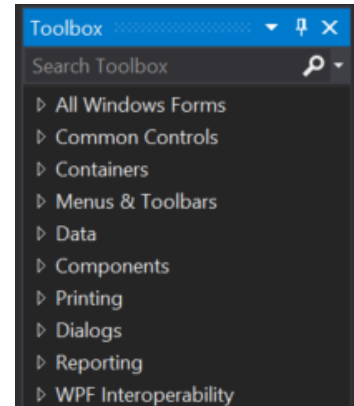 Toolbox
Search Toolbox
All Windows Forms
Common Controls
Containers
Menus & Toolbars
Data
Components
Printing
Dialogs
Reporting
WPF Interoperability